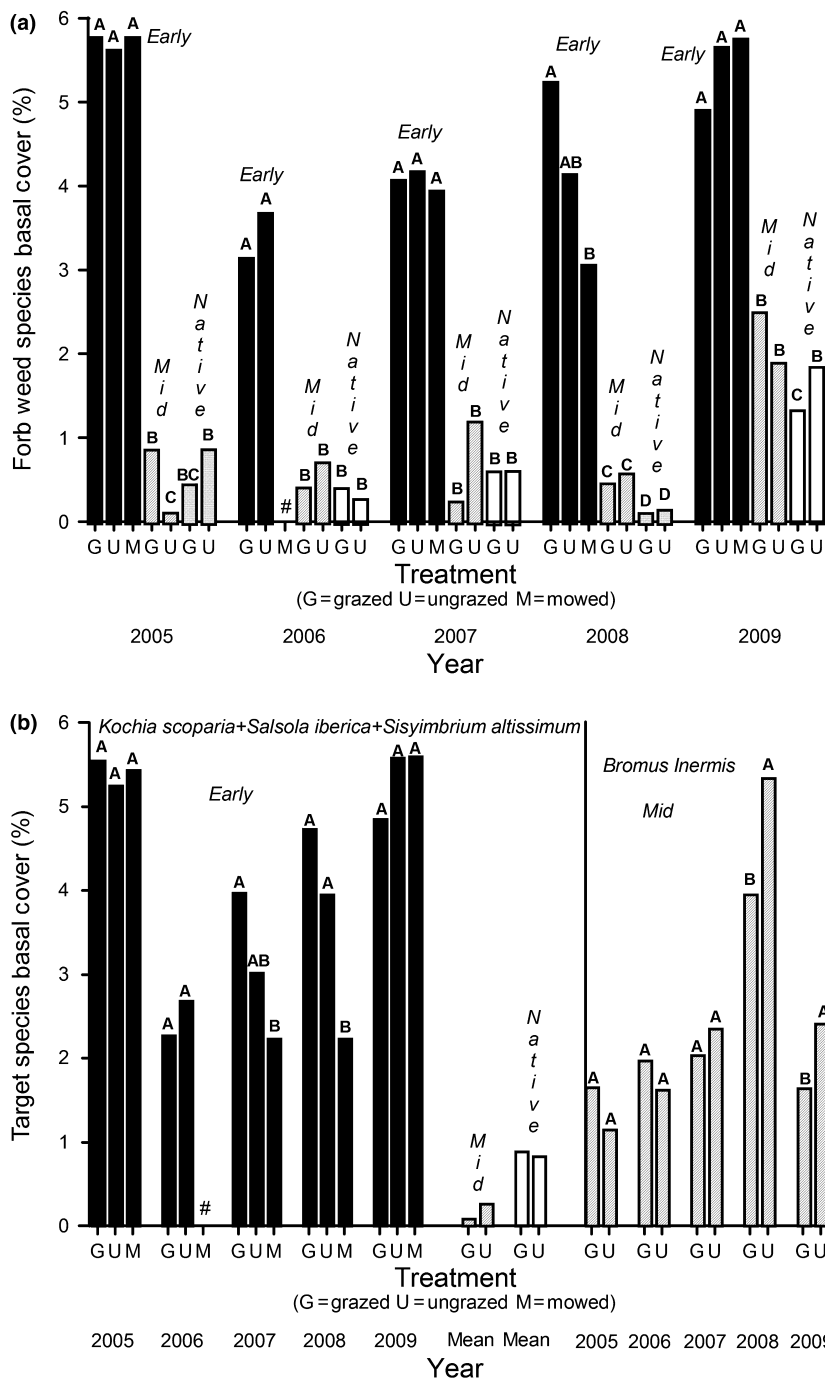 (a)
Forb weed species basal cover (%)
6
5
4
3
2
1
0
A A A Early
Early
A A
Early
A A A
Early
A AB B
Early A A A
Mid
B C
Native
BC B
#
Mid
B B
Native
B B
Mid
B B
Native
B B
Mid
C C
Native
D D
Mid
B B
Native
C B
G U M G U G U G U M G U G U G U M G U G U G U M G U G U G U M G U G U
Treatment
(G=grazed U=ungrazed M=mowed)
2005 2006 2007 2008 2009
Year
(b)
Target species basal cover (%)
6
5
4
3
2
1
0
Kochia scoparia+Salsola iberica+Sisyimbrium altissimum
Early
Bromus Inermis
Mid
A A A
A A #
A AB B
A A B
A A A
Mid
Native
A A
A A
A A
B A
B A
G U M G U M G U M G U M G U M G U G U G U G U G U G U G U
Treatment
(G=grazed U=ungrazed M=mowed)
2005 2006 2007 2008 2009 Mean Mean 2005 2006 2007 2008 2009
Year